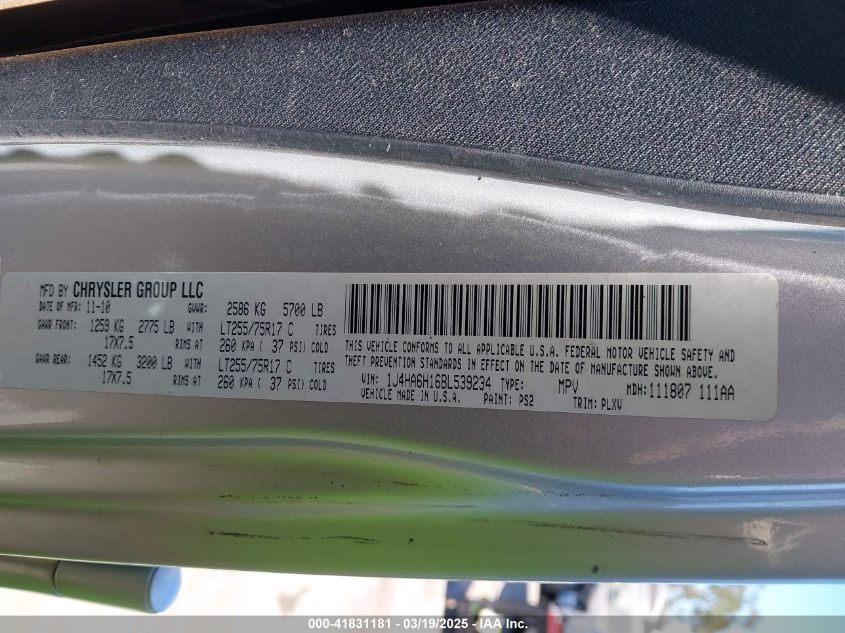 MFD BY CHRYSLER GROUP LLC
DATE OF MFR: 11-10 GVWR: 2586 KG 5700 LB
GAWR FRONT: 1259 KG 2775 LB WITH LT255/75R17 C TIRES
17X7.5 RIMS AT 260 KPA ( 37 PSI) COLD
GAWR REAR: 1452 KG 3200 LB WITH LT255/75R17 C TIRES
17X7.5 RIMS AT 260 KPA ( 37 PSI) COLD
THIS VEHICLE CONFORMS TO ALL APPLICABLE U.S.A. FEDERAL MOTOR VEHICLE SAFETY AND
THEFT PREVENTION STANDARDS IN EFFECT ON THE DATE OF MANUFACTURE SHOWN ABOVE.
VIN: 1J4HA6H16BL539234 TYPE: MPV MDH: 111807 111AA
VEHICLE MADE IN U.S.A. PAINT: PS2 TRIM: PLXV
000-41831181 - 03/19/2025 - IAA, Inc.